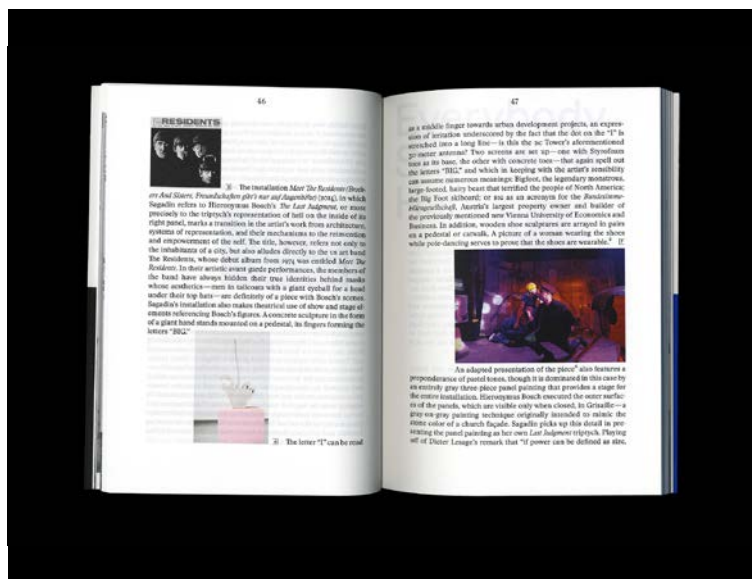 46
RESIDENTS
The installation Meet The Residents (Broth-
ers And Sisters, Freundschaften gibt's nur auf Augenhöhe) (2014), in which
Sagadin refers to Hieronymus Bosch's The Last Judgment, or more
precisely to the triptych's representation of hell on the inside of its
right panel, marks a transition in the artist's work from architecture,
systems of representation, and their mechanisms to the reinvention
and empowerment of the self. The title, however, refers not only to
the inhabitants of a city, but also alludes directly to the US art band
The Residents, whose debut album from 1974 was entitled Meet The
Residents. In their artistic avant-garde performances, the members of
the band have always hidden their true identities behind masks
whose aesthetics—men in tailcoats with a giant eyeball for a head
under their top hats—are definitely of a piece with Bosch's scenes.
Sagadin's installation also makes theatrical use of show and stage el-
ements referencing Bosch's figures. A concrete sculpture in the form
of a giant hand stands mounted on a pedestal, its fingers forming the
letters "BIG."
The letter "I" can be read
47
as a middle finger towards urban development projects, an expres-
sion of irritation underscored by the fact that the dot on the "I" is
stretched into a long line—is this the DC Tower's aforementioned
antenna? Two screens are set up—one with Styrofoam
toes as its base, the other with concrete toes—that again spell out
the letters "BIG," and which in keeping with the artist's sensibility
can assume numerous meanings: Bigfoot, the legendary monstrous,
large-footed, hairy beast that terrified the people of North America;
the Big Foot skiboard; or BIG as an acronym for the Bundesimmo-
biliengesellschaft, Austria's largest property owner and builder of
the previously mentioned new Vienna University of Economics and
Business. In addition, wooden shoe sculptures are arrayed in pairs
on a pedestal or catwalk. A picture of a woman wearing the shoes
while pole-dancing serves to prove that the shoes are wearable.
An adapted presentation of the piece also features a
preponderance of pastel tones, though it is dominated in this case by
an entirely gray three-piece panel painting that provides a stage for
the entire installation. Hieronymus Bosch executed the outer surfac-
es of the panels, which are visible only when closed, in Grisaille—a
gray-on-gray painting technique originally intended to mimic the
stone color of a church façade. Sagadin picks up this detail in pre-
senting the panel painting as her own Last Judgment triptych. Playing
off of Dieter Lesage's remark that "if power can be defined as size,